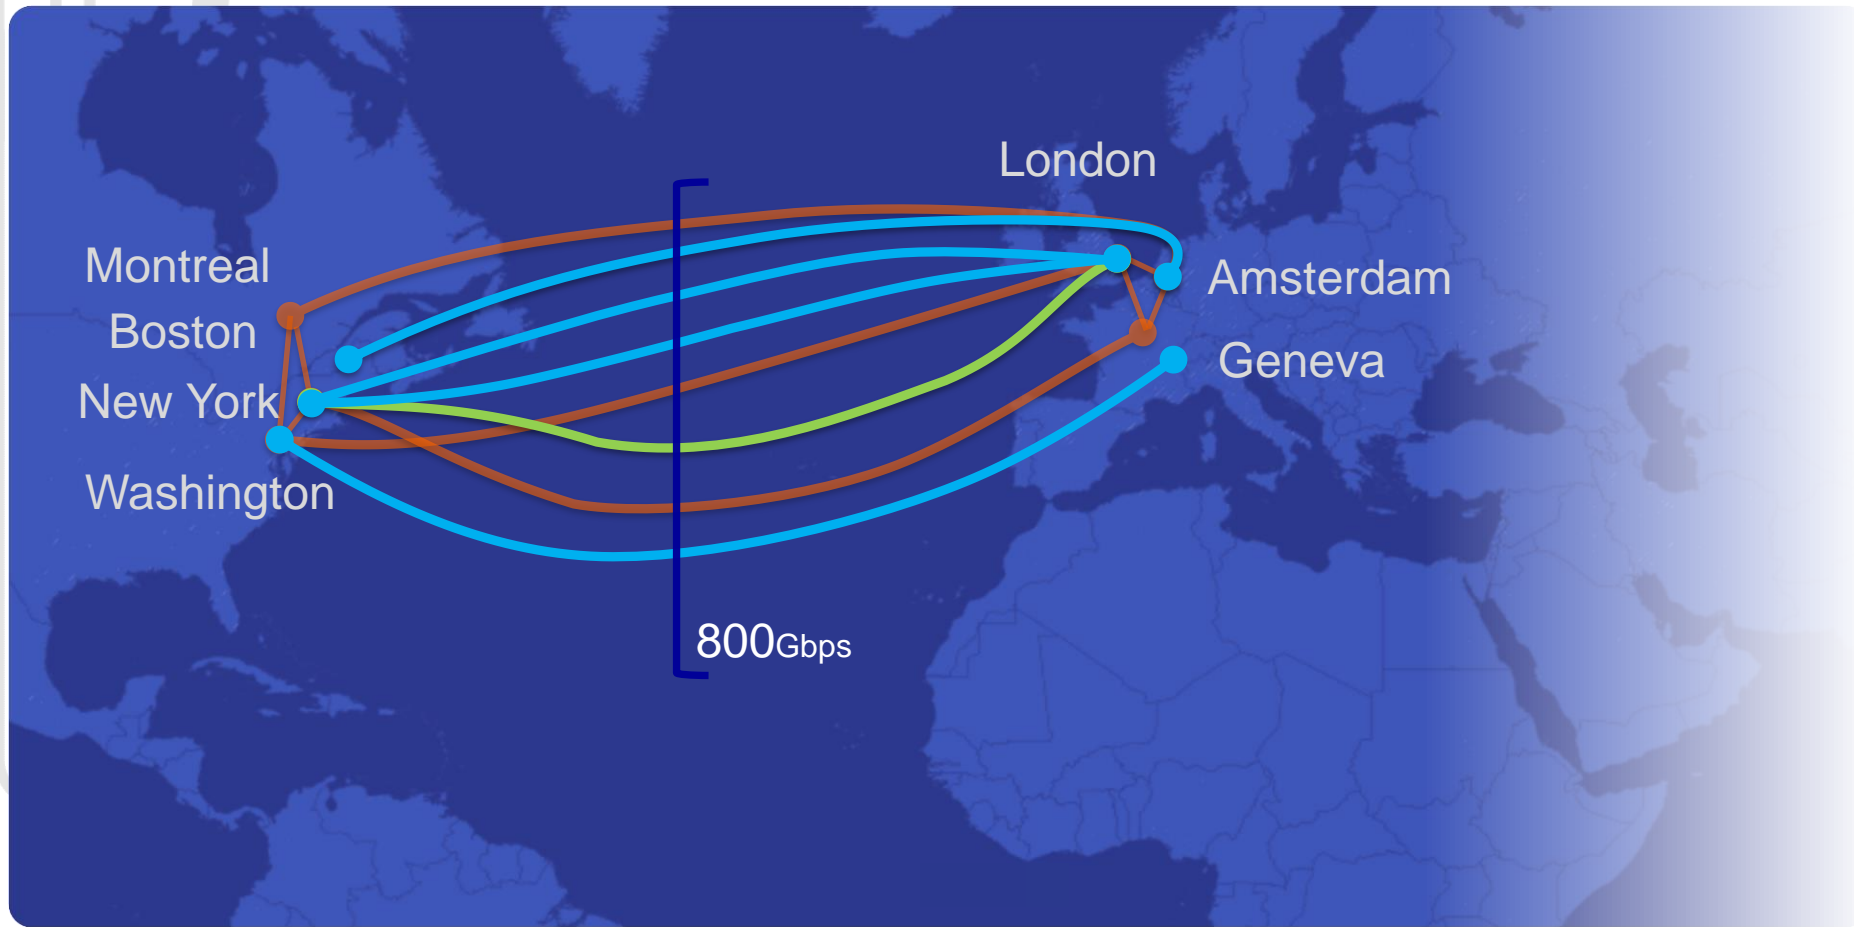 London
Montreal
Amsterdam
Boston
Geneva
New York
Washington
800Gbps